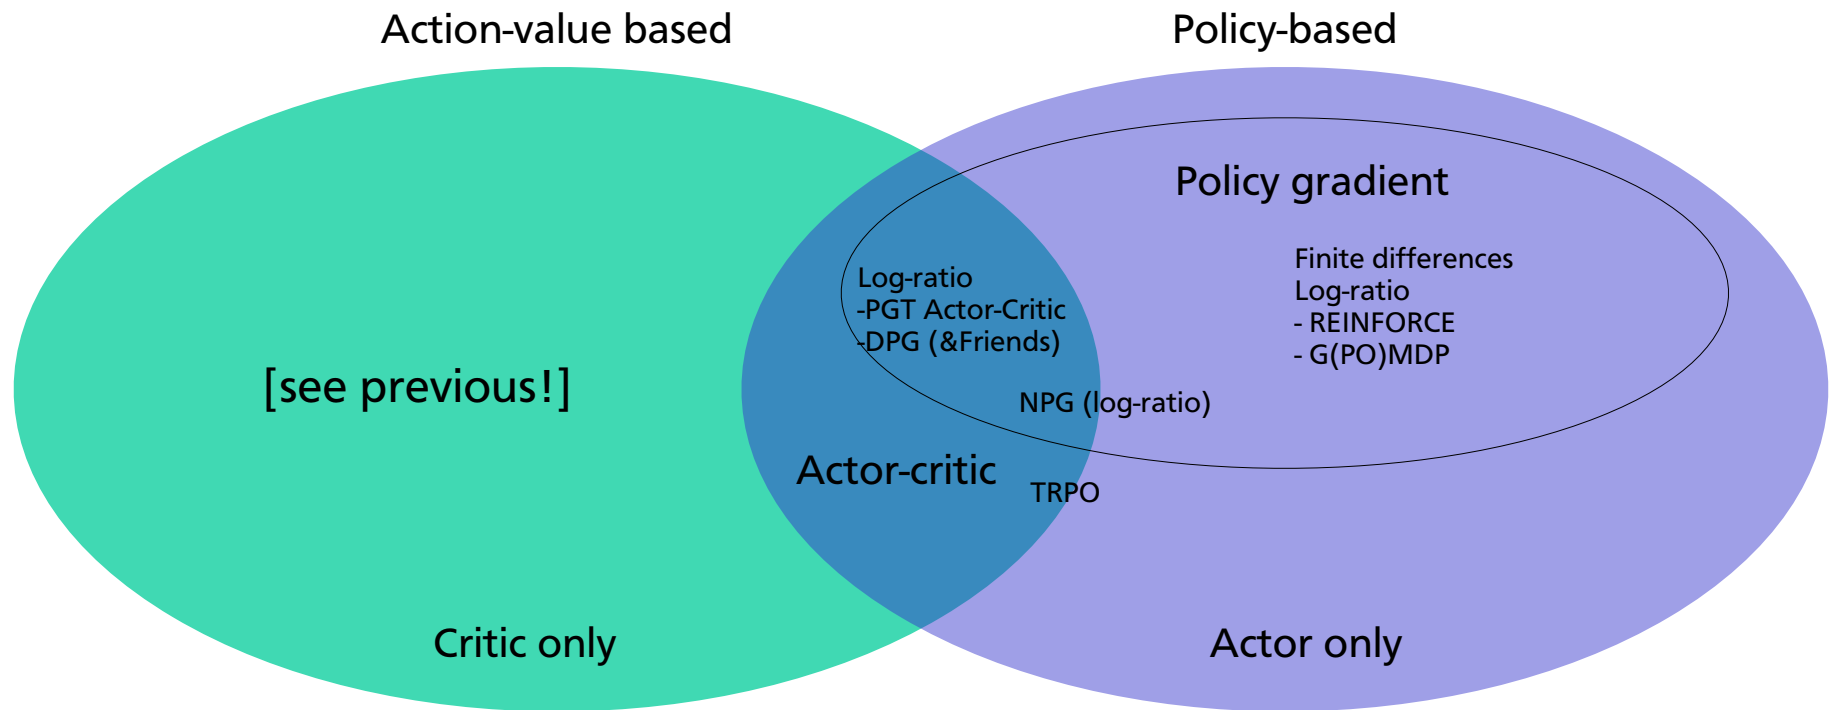 Action-value based
Policy-based
Policy gradient
Finite differences
Log-ratio
- REINFORCE
- G(PO)MDP
Log-ratio
-PGT Actor-Critic
-DPG (&Friends)
[see previous!]
NPG (log-ratio)
Actor-critic
TRPO
Critic only
Actor only